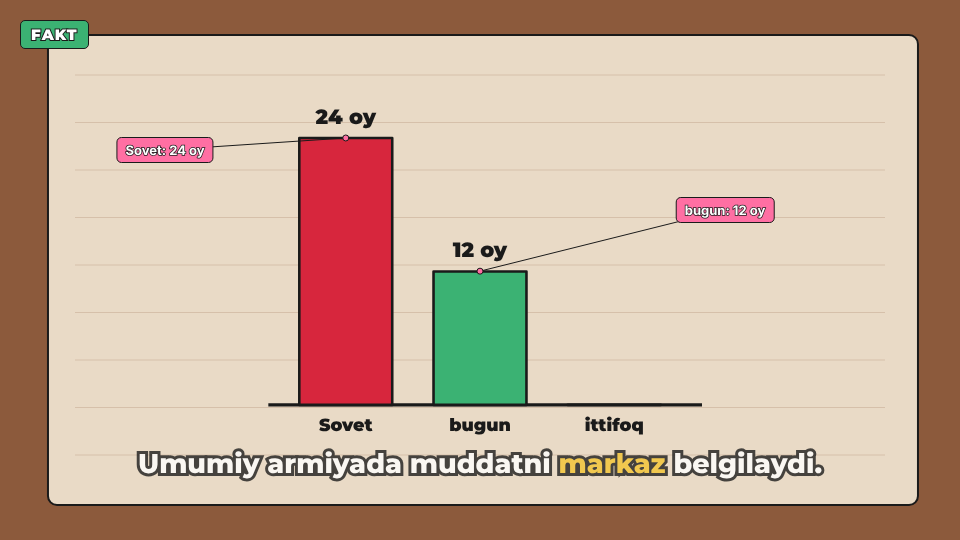 FAKT
24 oy
Sovet: 24 oy
bugun: 12 oy
12 oy
Sovet
bugun
ittifoq
Umumiy armiyada muddatni markaz belgilaydi.